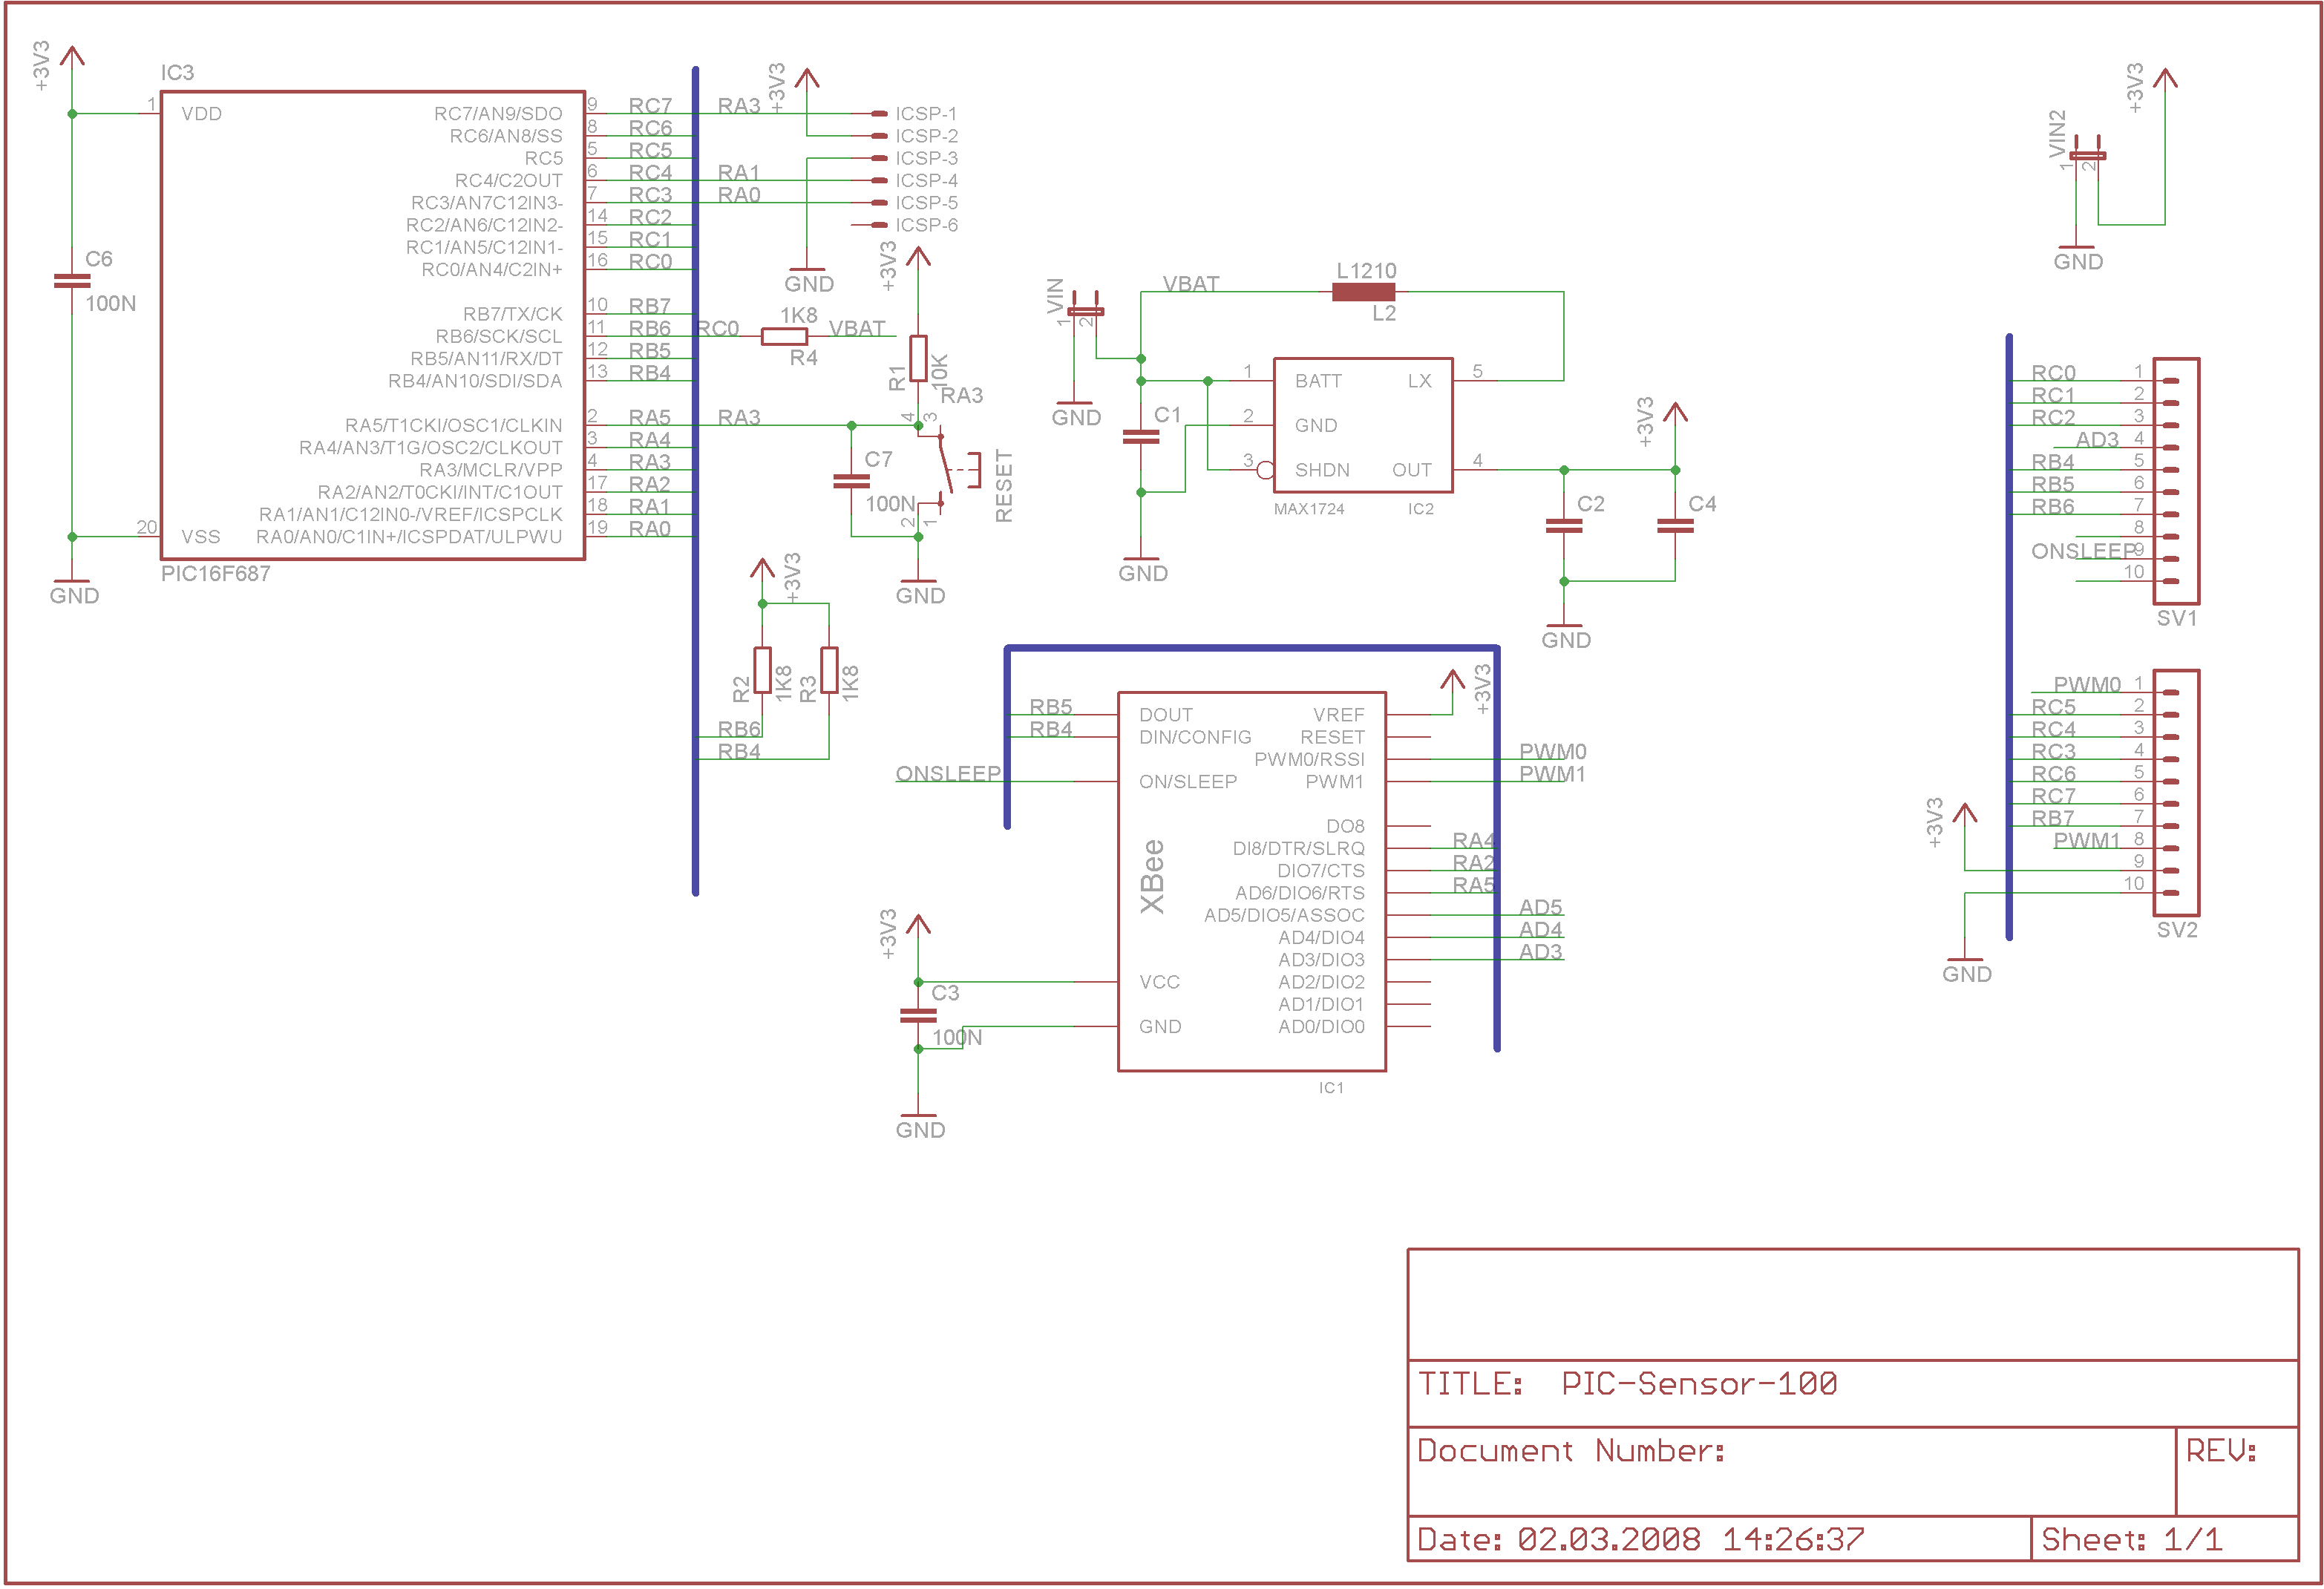 +3V3
IC3
1 VDD
20 VSS
RC7/AN9/SDO 9 RC7
RC6/AN8/SS 8 RC6
RC5 5 RC5
RC4/C2OUT 6 RC4
RC3/AN7C12IN3- 7 RC3
RC2/AN6/C12IN2- 14 RC2
RC1/AN5/C12IN1- 15 RC1
RC0/AN4/C2IN+ 16 RC0
RB7/TX/CK 10 RB7
RB6/SCK/SCL 11 RB6
RB5/AN11/RX/DT 12 RB5
RB4/AN10/SDI/SDA 13 RB4
RA5/T1CKI/OSC1/CLKIN 2 RA5
RA4/AN3/T1G/OSC2/CLKOUT 3 RA4
RA3/MCLR/VPP 4 RA3
RA2/AN2/T0CKI/INT/C1OUT 17 RA2
RA1/AN1/C12IN0-/VREF/ICSPCLK 18 RA1
RA0/AN0/C1IN+/ICSPDAT/ULPWU 19 RA0
PIC16F687
C6
100N
GND
+3V3
RA3 ICSP-1
ICSP-2
ICSP-3
RA1 ICSP-4
RA0 ICSP-5
ICSP-6
GND
+3V3
RC0 1K8 VBAT
R4
R1
10K
RA3
RA3
4 3
C7
100N
2 1
RESET
GND
+3V3
R2
1K8
R3
1K8
RB6
RB4
VIN
1
2
GND
VBAT
L1210
L2
C1
1 BATT
2 GND
3 SHDN
LX 5
OUT 4
MAX1724
IC2
GND
+3V3
C2
C4
GND
RB5 DOUT
RB4 DIN/CONFIG
ONSLEEP ON/SLEEP
XBee
VCC
GND
VREF
+3V3
RESET
PWM0/RSSI PWM0
PWM1 PWM1
DO8
DI8/DTR/SLRQ RA4
DIO7/CTS RA2
AD6/DIO6/RTS RA5
AD5/DIO5/ASSOC AD5
AD4/DIO4 AD4
AD3/DIO3 AD3
AD2/DIO2
AD1/DIO1
AD0/DIO0
IC1
+3V3
C3
100N
GND
VIN2
1
2
+3V3
GND
RC0 1
RC1 2
RC2 3
AD3 4
RB4 5
RB5 6
RB6 7
8
ONSLEEP 9
10
SV1
PWM0 1
RC5 2
RC4 3
RC3 4
RC6 5
RC7 6
RB7 7
PWM1 8
9
10
SV2
+3V3
GND
TITLE: PIC-Sensor-100
Document Number:
REV:
Date: 02.03.2008 14:26:37
Sheet: 1/1